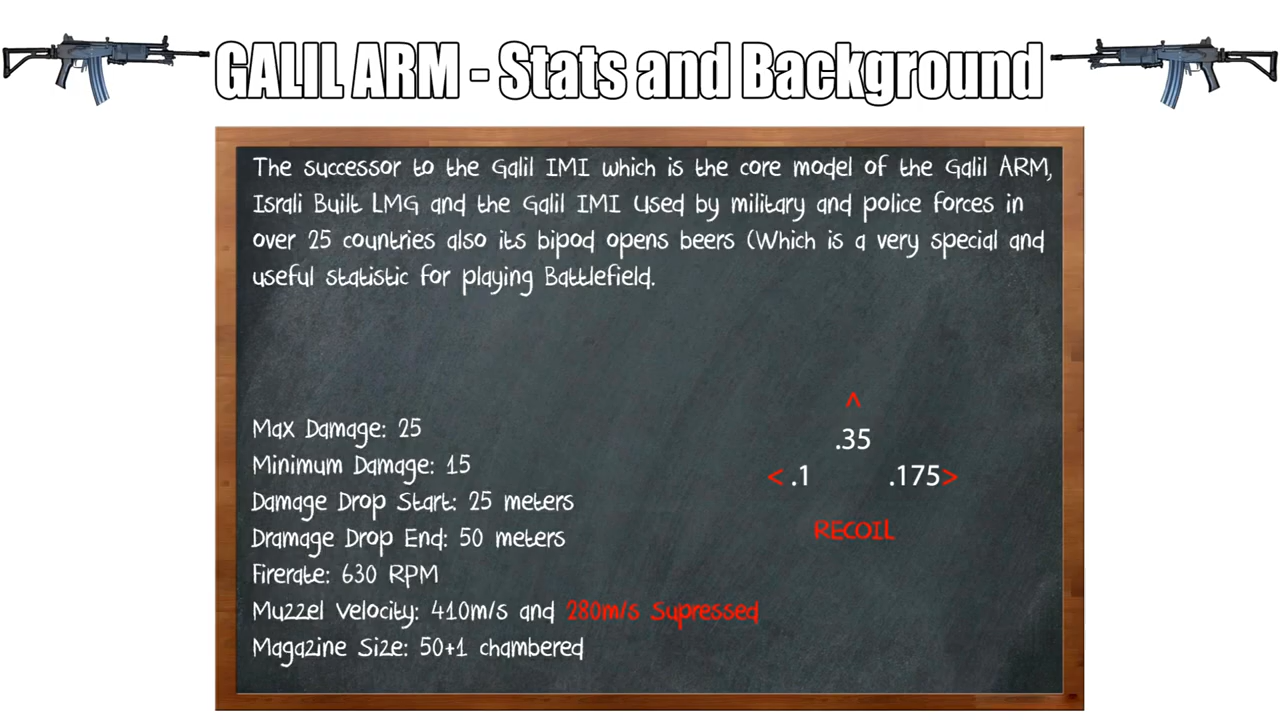 GALIL ARM - Stats and Background
The successor to the Galil IMI which is the core model of the Galil ARM,
Israli Built LMG and the Galil IMI Used by military and police forces in
over 25 countries also its bipod opens beers (Which is a very special and
useful statistic for playing Battlefield.
Max Damage: 25
Minimum Damage: 15
Damage Drop Start: 25 meters
Dramage Drop End: 50 meters
Firerate: 630 RPM
Muzzel Velocity: 410m/s and 280m/s Supressed
Magazine Size: 50+1 chambered
^
.35
< .1 .175 >
RECOIL